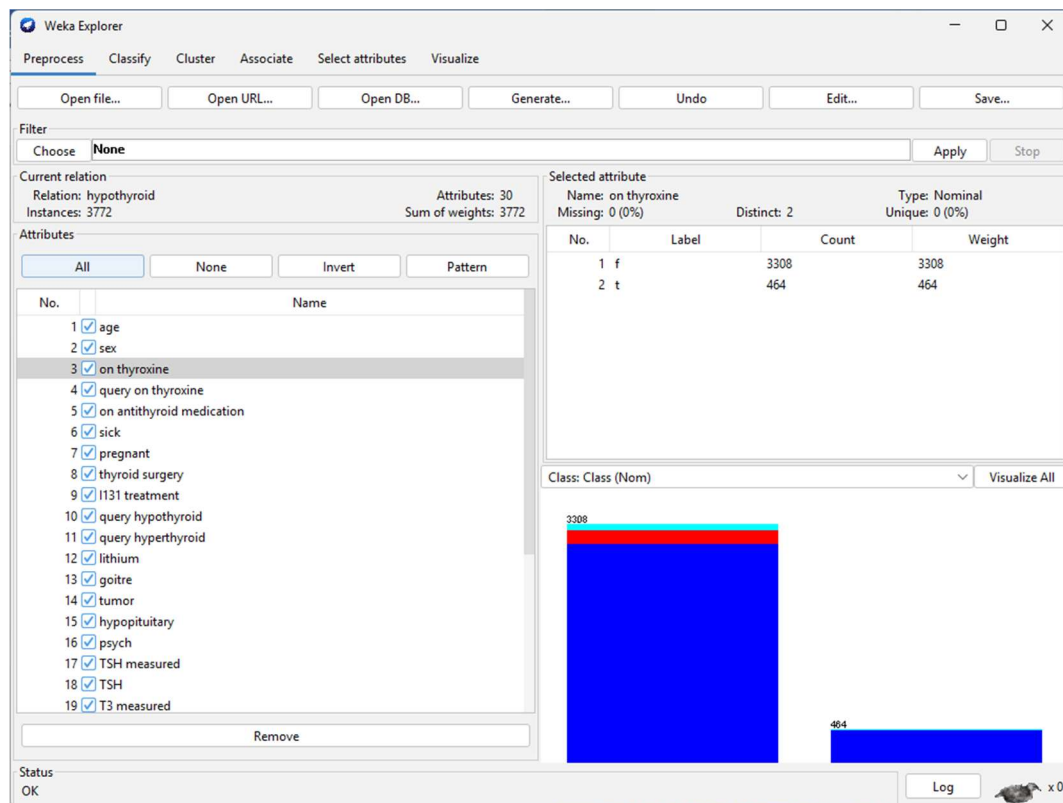 Weka Explorer
Preprocess Classify Cluster Associate Select attributes Visualize
Open file... Open URL... Open DB... Generate... Undo Edit... Save...
Filter
Choose None Apply Stop
Current relation
Relation: hypothyroid Attributes: 30
Instances: 3772 Sum of weights: 3772
Selected attribute
Name: on thyroxine Type: Nominal
Missing: 0 (0%) Distinct: 2 Unique: 0 (0%)
Attributes
All None Invert Pattern
No. Name
1 age
2 sex
3 on thyroxine
4 query on thyroxine
5 on antithyroid medication
6 sick
7 pregnant
8 thyroid surgery
9 I131 treatment
10 query hypothyroid
11 query hyperthyroid
12 lithium
13 goitre
14 tumor
15 hypopituitary
16 psych
17 TSH measured
18 TSH
19 T3 measured
Remove
No. Label Count Weight
1 f 3308 3308
2 t 464 464
Class: Class (Nom) Visualize All
3308
464
Status
OK
Log x 0